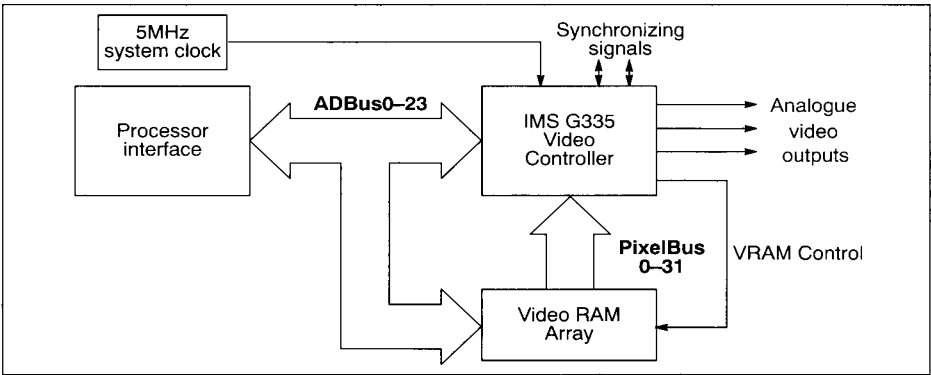 5MHz
system clock
Synchronizing
signals
ADBus0–23
Processor
interface
IMS G335
Video
Controller
Analogue
video
outputs
PixelBus
0–31
VRAM Control
Video RAM
Array